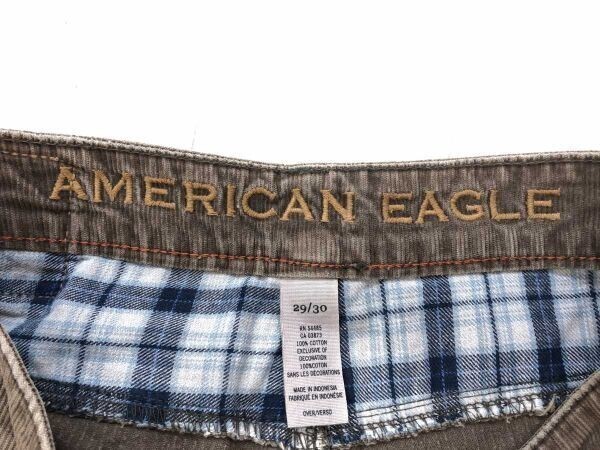 AMERICAN EAGLE
29/30
RN 54485
CA 03873
100% COTTON
EXCLUSIVE OF
DECORATION
100%COTON
SANS LES DÉCORATIONS
MADE IN INDONESIA
FABRIQUÉ EN INDONÉSIE
OVER/VERSO